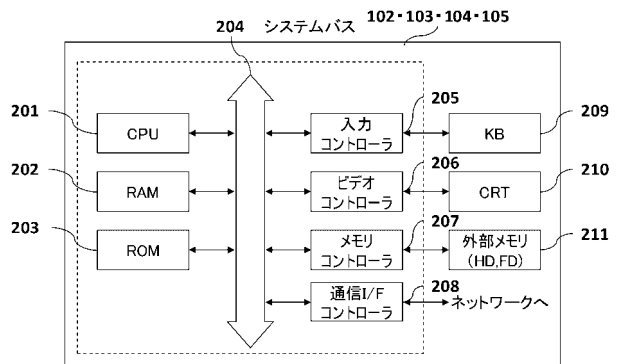 204
システムバス
102・103・104・105
201
CPU
入力
コントローラ
205
KB
209
202
RAM
ビデオ
コントローラ
206
CRT
210
203
ROM
メモリ
コントローラ
207
外部メモリ
(HD,FD)
211
通信I/F
コントローラ
208
ネットワークへ